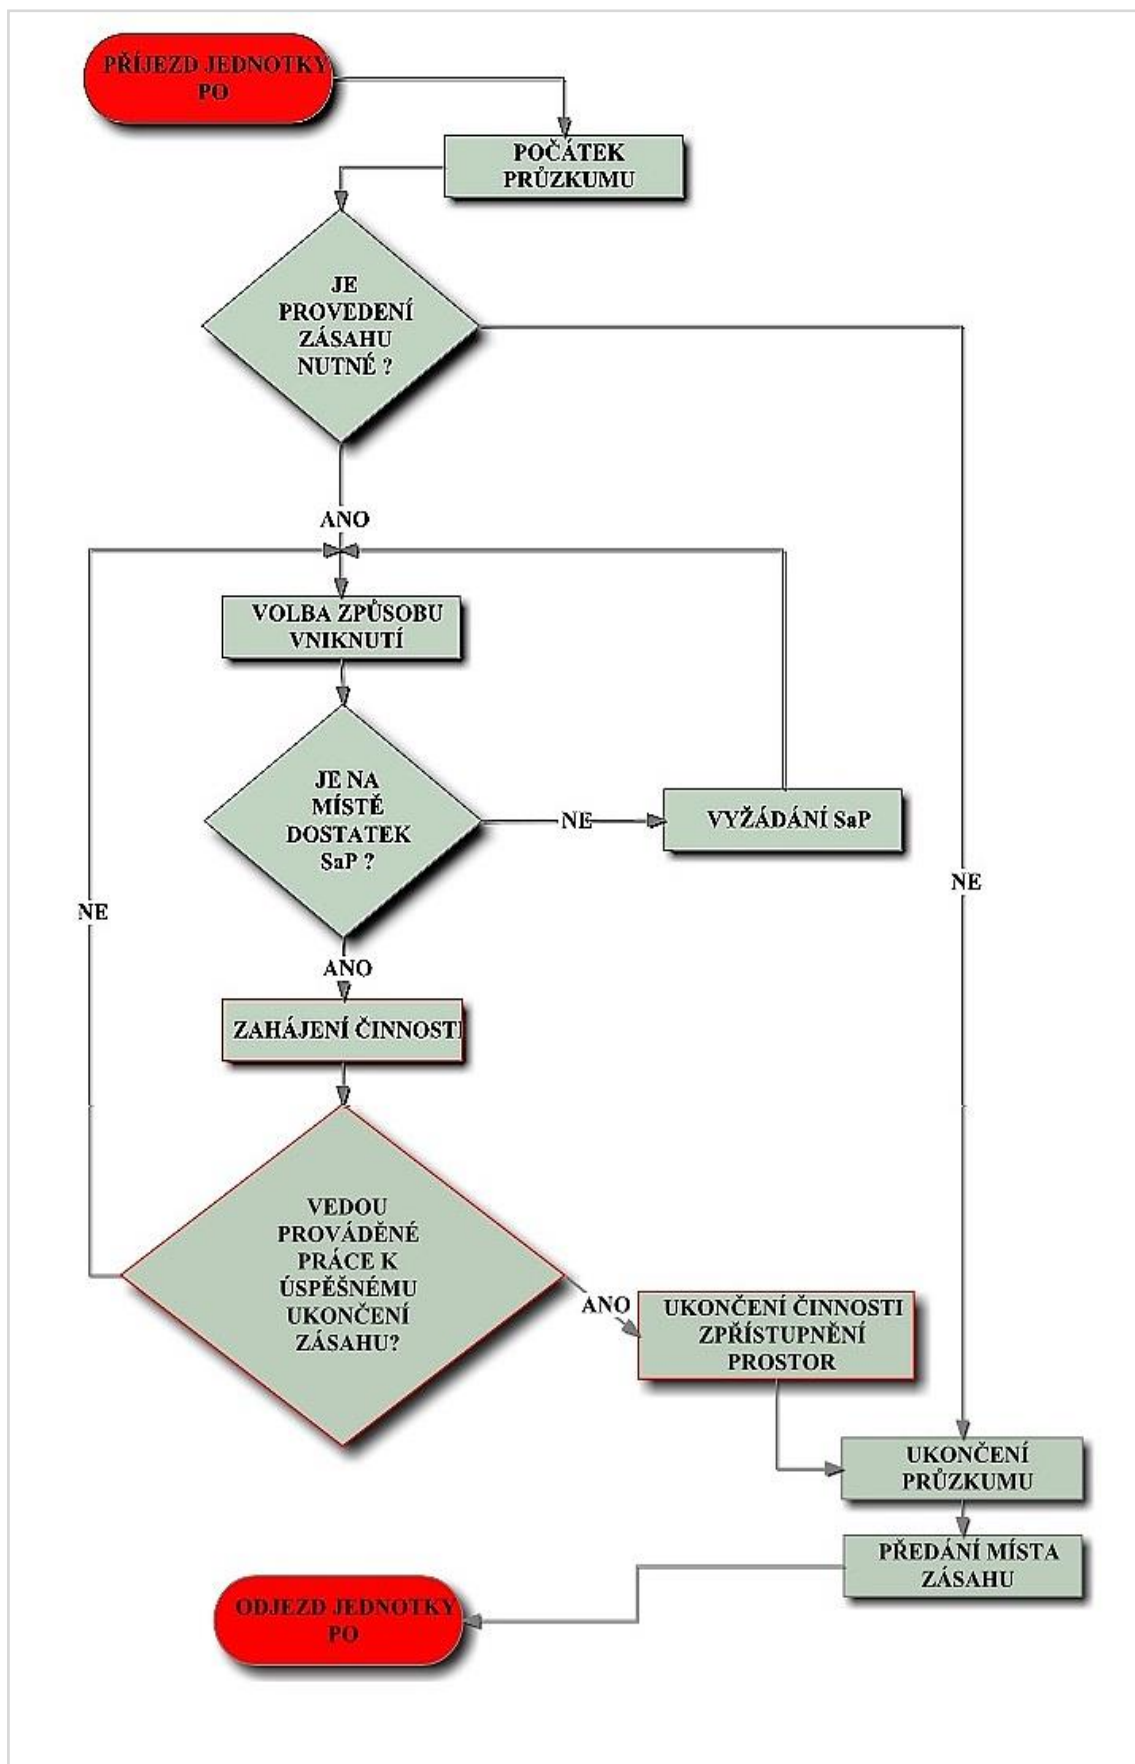 PŘÍJEZD JEDNOTKY
PO
POČÁTEK
PRŮZKUMU
JE
PROVEDENÍ
ZÁSAHU
NUTNÉ ?
ANO
VOLBA ZPŮSOBU
VNIKNUTÍ
JE NA
MÍSTĚ
DOSTATEK
SaP ?
NE
VYŽÁDÁNÍ SaP
NE
NE
ANO
ZAHÁJENÍ ČINNOSTI
VEDOU
PROVÁDĚNÉ
PRÁCE K
ÚSPĚŠNÉMU
UKONČENÍ
ZÁSAHU?
ANO
UKONČENÍ ČINNOSTI
ZPŘÍSTUPNĚNÍ
PROSTOR
UKONČENÍ
PRŮZKUMU
PŘEDÁNÍ MÍSTA
ZÁSAHU
ODJEZD JEDNOTKY
PO